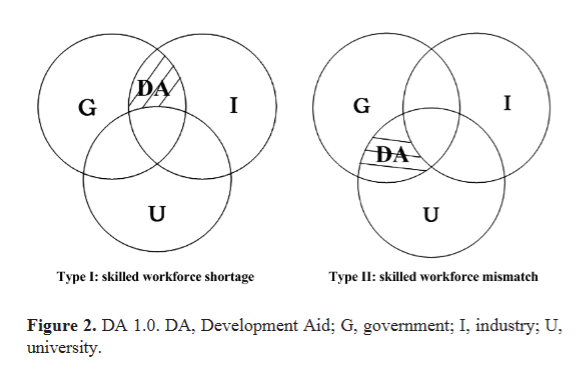 G
DA
I
U
G
I
DA
U
Type I: skilled workforce shortage
Type II: skilled workforce mismatch
Figure 2. DA 1.0. DA, Development Aid; G, government; I, industry; U,
university.